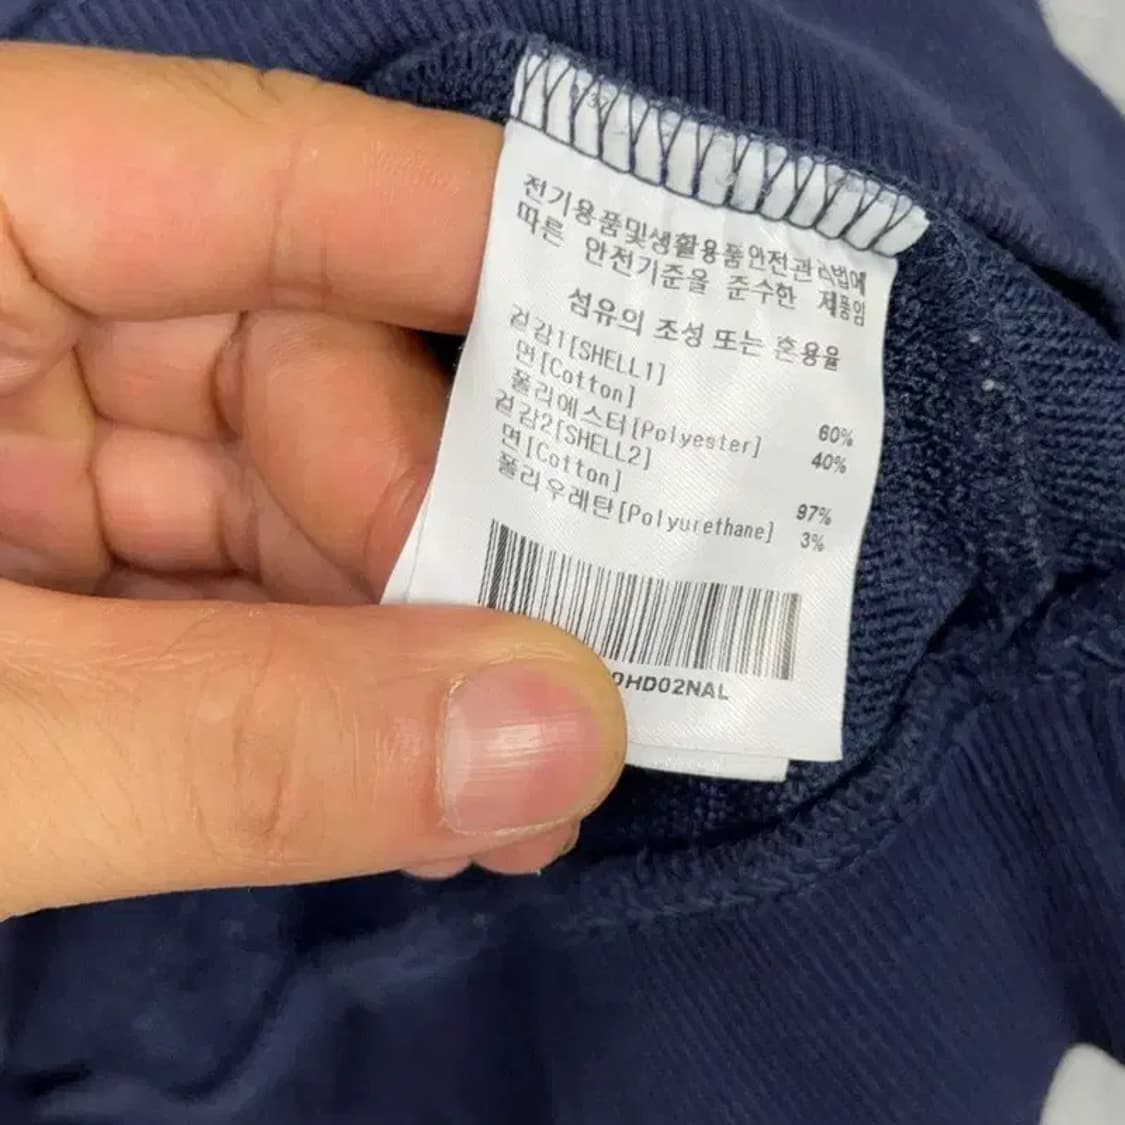 전기용품및생활용품안전관리법에
따른 안전기준을 준수한 제품임
섬유의 조성 또는 혼용율
겉감1[SHELL1]
면[Cotton] 60%
폴리에스터[Polyester] 40%
겉감2[SHELL2]
면[Cotton] 97%
폴리우레탄[Polyurethane] 3%
0HD02NAL